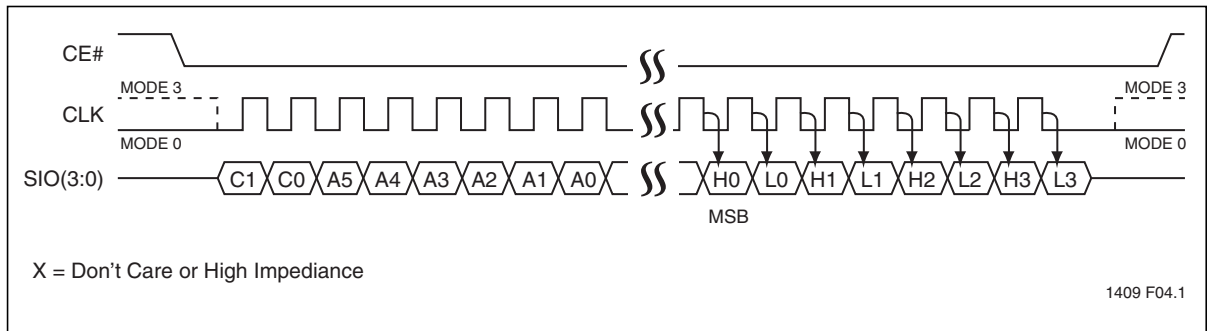 CE#
MODE 3
MODE 3
CLK
MODE 0
MODE 0
SIO(3:0)
C1 C0 A5 A4 A3 A2 A1 A0 H0 L0 H1 L1 H2 L2 H3 L3
MSB
X = Don't Care or High Impediance
1409 F04.1